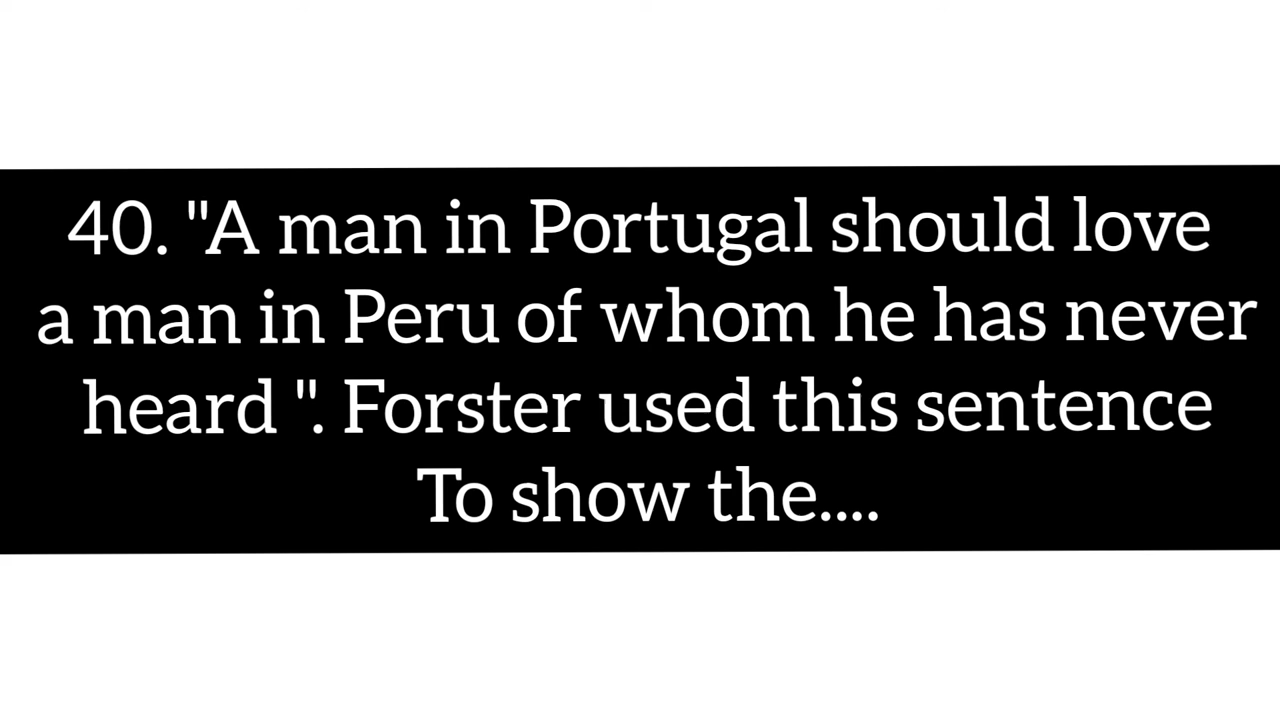 40. "A man in Portugal should love
a man in Peru of whom he has never
heard ". Forster used this sentence
To show the....